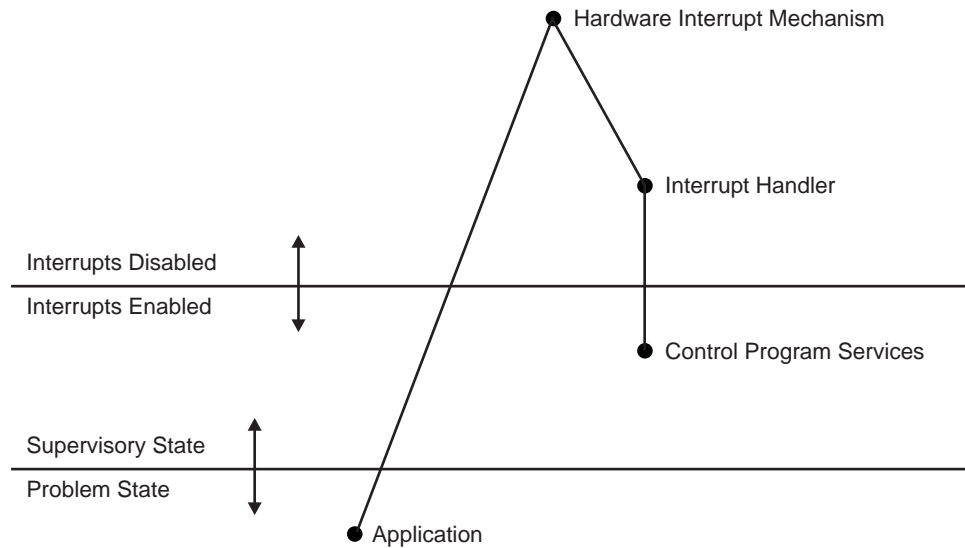 Hardware Interrupt Mechanism
Interrupt Handler
Interrupts Disabled
Interrupts Enabled
Control Program Services
Supervisory State
Problem State
Application